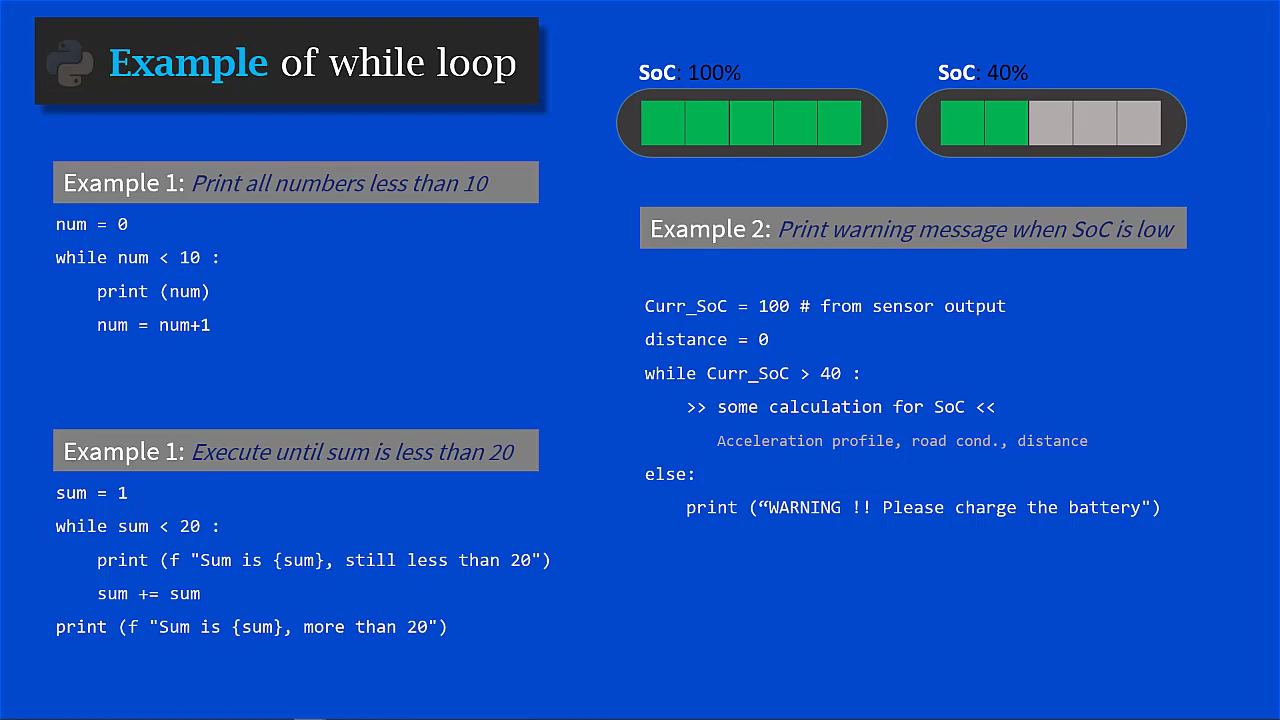 Example of while loop
SoC: 100%
SoC: 40%
Example 1: Print all numbers less than 10
num = 0
while num < 10 :
print (num)
num = num+1
Example 1: Execute until sum is less than 20
sum = 1
while sum < 20 :
print (f "Sum is {sum}, still less than 20")
sum += sum
print (f "Sum is {sum}, more than 20")
Example 2: Print warning message when SoC is low
Curr_SoC = 100 # from sensor output
distance = 0
while Curr_SoC > 40 :
>> some calculation for SoC <<
Acceleration profile, road cond., distance
else:
print (“WARNING !! Please charge the battery")